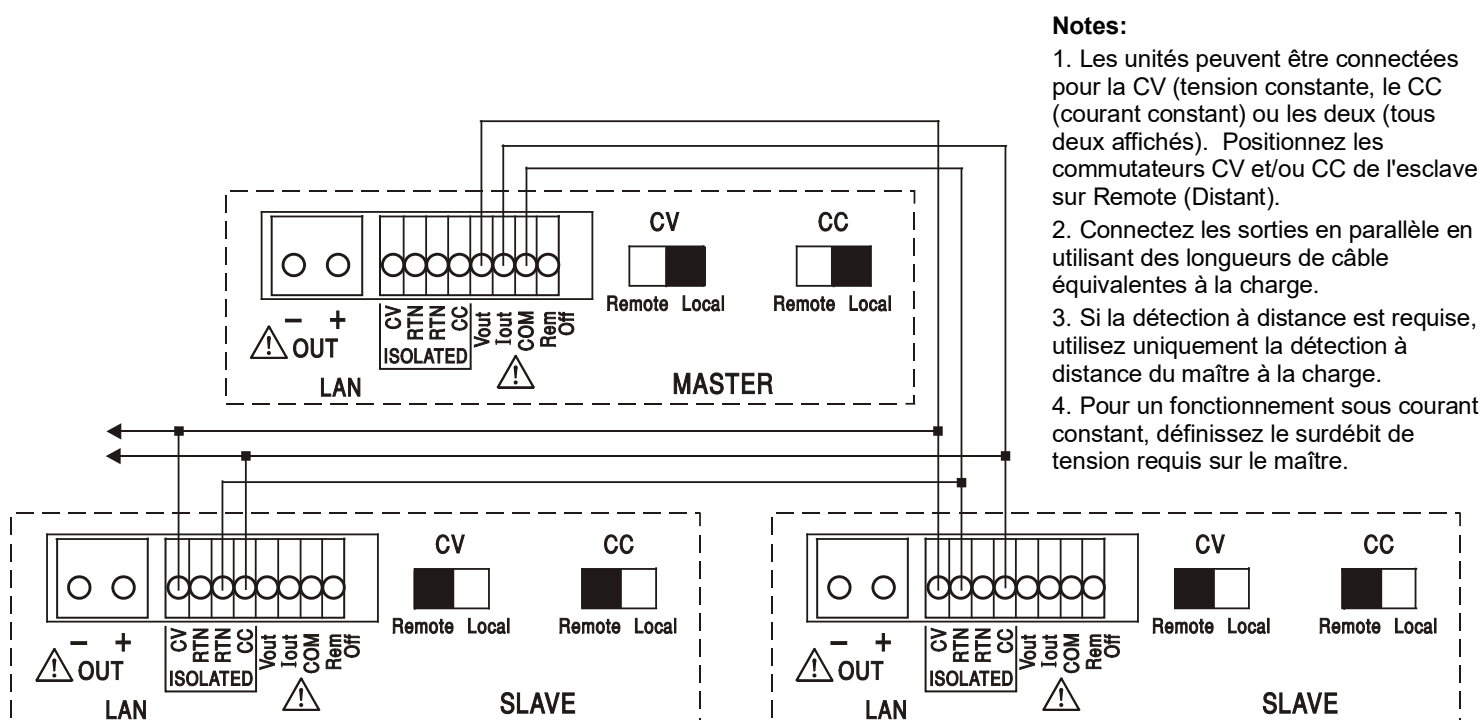 Notes:
1. Les unités peuvent être connectées
pour la CV (tension constante, le CC
(courant constant) ou les deux (tous
deux affichés).  Positionnez les
commutateurs CV et/ou CC de l'esclave
sur Remote (Distant).
2. Connectez les sorties en parallèle en
utilisant des longueurs de câble
équivalentes à la charge.
3. Si la détection à distance est requise,
utilisez uniquement la détection à
distance du maître à la charge.
4. Pour un fonctionnement sous courant
constant, définissez le surdébit de
tension requis sur le maître.
CV CC
Remote Local Remote Local
− +
OUT
CV RTN RTN CC Vout Iout COM Rem Off
ISOLATED
LAN MASTER
CV CC
Remote Local Remote Local
− +
OUT
CV RTN RTN CC Vout Iout COM Rem Off
ISOLATED
LAN SLAVE
CV CC
Remote Local Remote Local
− +
OUT
CV RTN RTN CC Vout Iout COM Rem Off
ISOLATED
LAN SLAVE